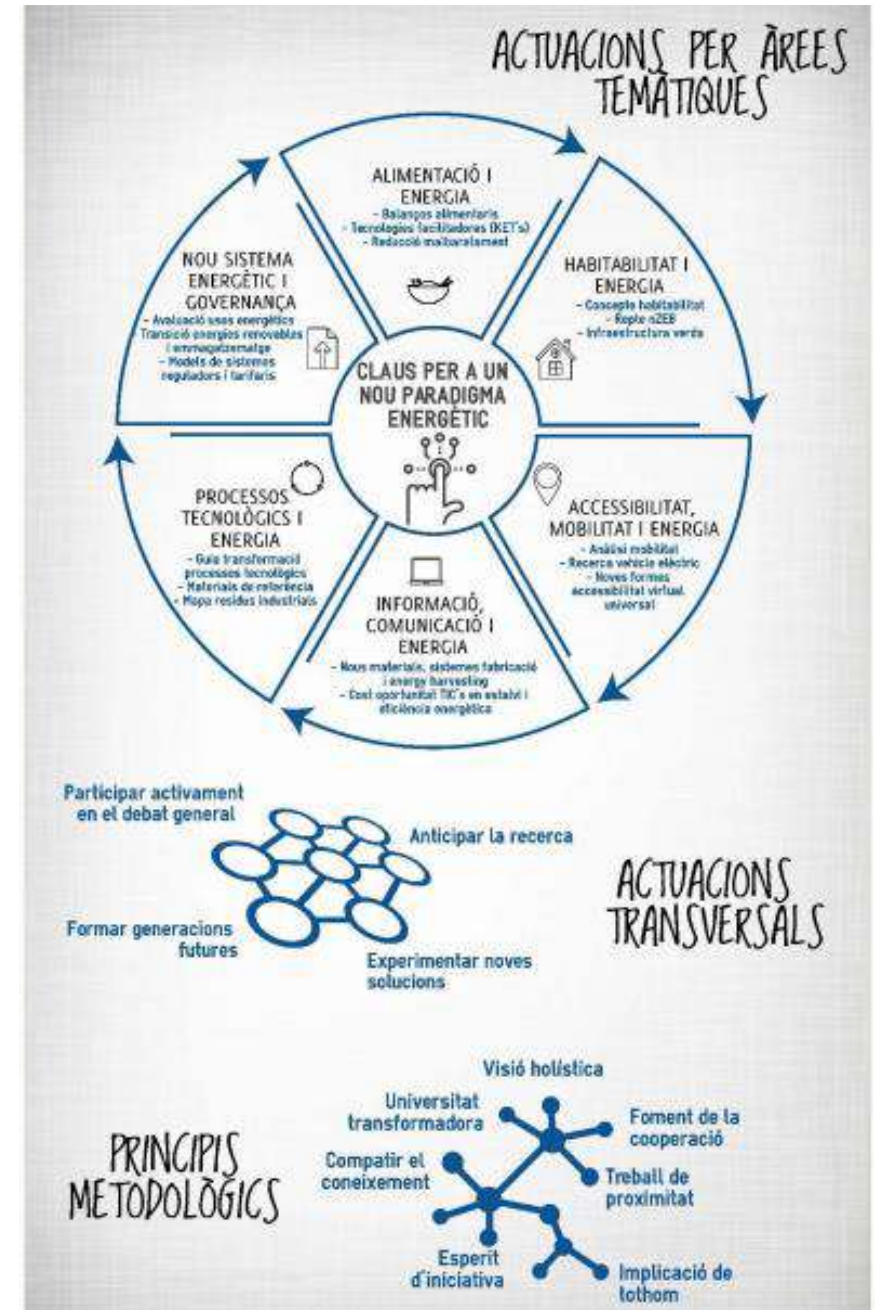 ACTUACIONS PER ÀREES
TEMÀTIQUES
ALIMENTACIÓ I
ENERGIA
- Balanços alimentaris
- Tecnologies facilitadores (KET's)
- Reducció malbaratament
HABITABILITAT I
ENERGIA
- Concepte habitabilitat
- Repte nZEB
- Infraestructura verda
ACCESSIBILITAT,
MOBILITAT I ENERGIA
- Anàlisi mobilitat
- Recerca vehicle elèctric
- Noves formes
accessibilitat virtual
universal
INFORMACIÓ,
COMUNICACIÓ I
ENERGIA
- Nous materials, sistemes fabricació
i energy harvesting
- Cost oportunitat TIC's en estalvi i
eficiència energètica
PROCESSOS
TECNOLÒGICS I
ENERGIA
- Guia transformació
processos tecnològics
- Materials de referència
- Mapa residus industrials
NOU SISTEMA
ENERGÈTIC I
GOVERNANÇA
- Avaluació usos energètics
Transició energies renovables
i emmagatzematge
- Models de sistemes
reguladors i tarifaris
CLAUS PER A UN
NOU PARADIGMA
ENERGÈTIC
Participar activament
en el debat general
Anticipar la recerca
Formar generacions
futures
Experimentar noves
solucions
ACTUACIONS
TRANSVERSALS
PRINCIPIS
METODOLÒGICS
Visió holística
Universitat
transformadora
Foment de la
cooperació
Compatir el
coneixement
Treball de
proximitat
Esperit
d'iniciativa
Implicació de
tothom